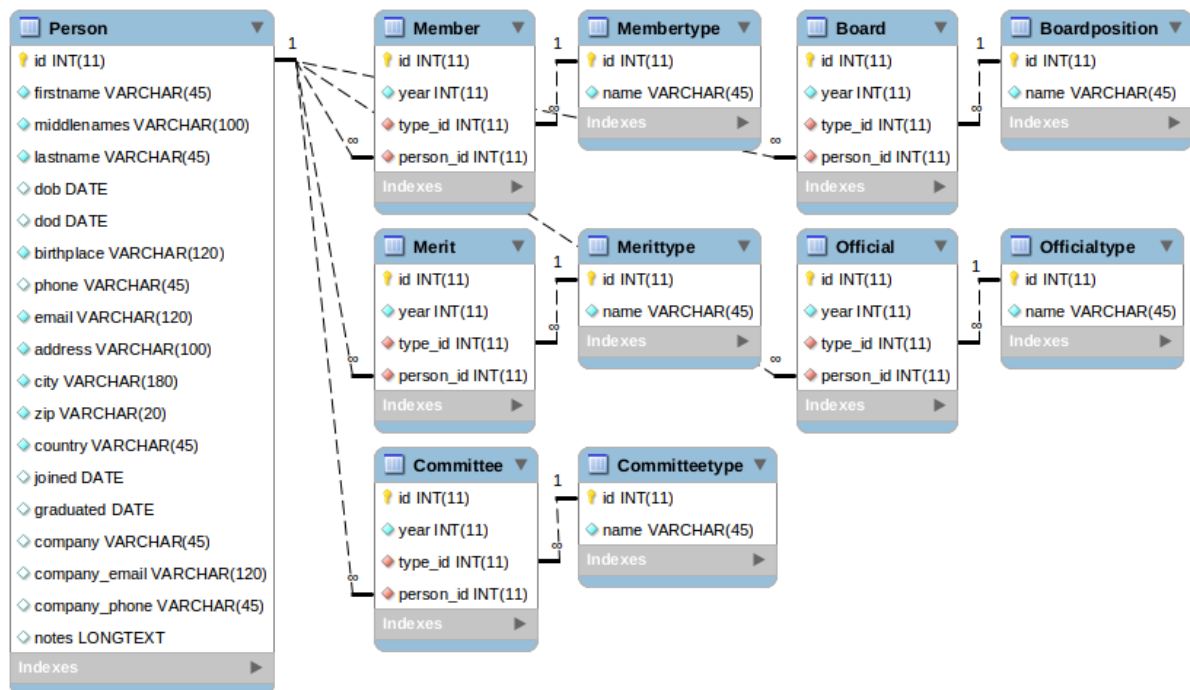 Person
id INT(11)
firstname VARCHAR(45)
middlenames VARCHAR(100)
lastname VARCHAR(45)
dob DATE
dod DATE
birthplace VARCHAR(120)
phone VARCHAR(45)
email VARCHAR(120)
address VARCHAR(100)
city VARCHAR(180)
zip VARCHAR(20)
country VARCHAR(45)
joined DATE
graduated DATE
company VARCHAR(45)
company_email VARCHAR(120)
company_phone VARCHAR(45)
notes LONGTEXT
Indexes
1
Member
id INT(11)
year INT(11)
type_id INT(11)
person_id INT(11)
Indexes
∞
1
∞
Membertype
id INT(11)
name VARCHAR(45)
Indexes
Board
id INT(11)
year INT(11)
type_id INT(11)
person_id INT(11)
Indexes
∞
1
∞
Boardposition
id INT(11)
name VARCHAR(45)
Indexes
Merit
id INT(11)
year INT(11)
type_id INT(11)
person_id INT(11)
Indexes
∞
1
∞
Merittype
id INT(11)
name VARCHAR(45)
Indexes
Official
id INT(11)
year INT(11)
type_id INT(11)
person_id INT(11)
Indexes
∞
1
∞
Officialtype
id INT(11)
name VARCHAR(45)
Indexes
Committee
id INT(11)
year INT(11)
type_id INT(11)
person_id INT(11)
Indexes
∞
1
∞
Committeetype
id INT(11)
name VARCHAR(45)
Indexes